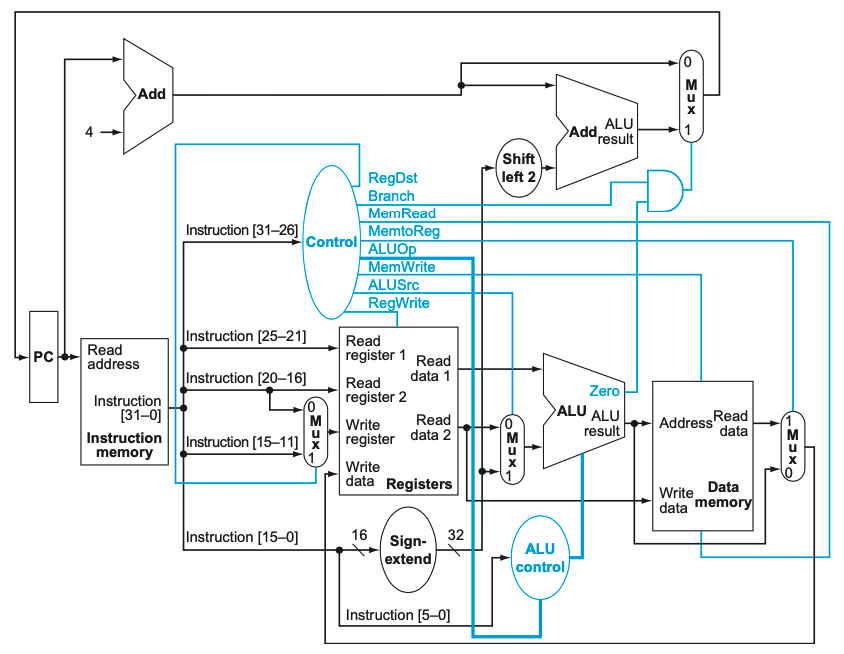 Add
4
Add ALU
result
0
M
u
x
1
Shift
left 2
RegDst
Branch
MemRead
MemtoReg
ALUOp
MemWrite
ALUSrc
RegWrite
Control
Instruction [31–26]
PC
Read
address
Instruction
[31–0]
Instruction
memory
Instruction [25–21]
Instruction [20–16]
Instruction [15–11]
Instruction [15–0]
0
M
u
x
1
Read
register 1
Read
register 2
Write
register
Write
data
Read
data 1
Read
data 2
Registers
0
M
u
x
1
Zero
ALU ALU
result
Address
Read
data
Write
data
Data
memory
1
M
u
x
0
16
Sign-
extend
32
ALU
control
Instruction [5–0]